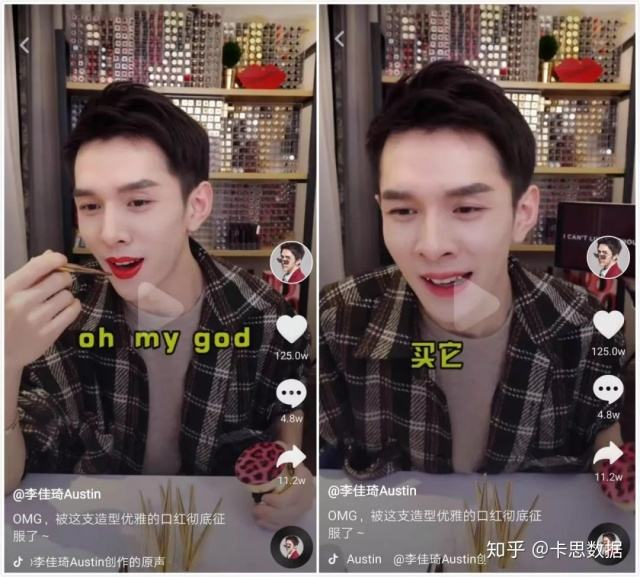 oh my god
125.0w
4.8w
11.2w
@李佳琦Austin
OMG，被这支造型优雅的口红彻底征
服了～
李佳琦Austin创作的原声
I CAN'T LI
买它
125.0w
4.8w
11.2w
@李佳琦Austin
OMG，被这支造型优雅的口红彻底征
服了～
Austin @李佳琦Austin创
知乎 @卡思数据